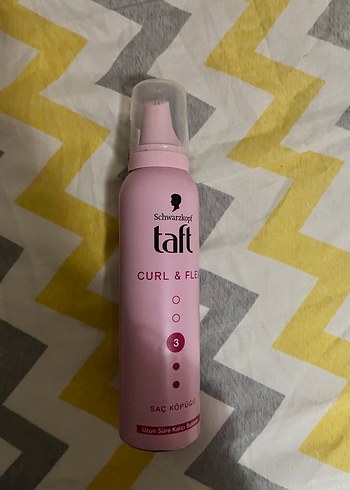 Schwarzkopf
taft
CURL & FLE
3
SAÇ KÖPÜĞÜ
Uzun Süre Kalıcı